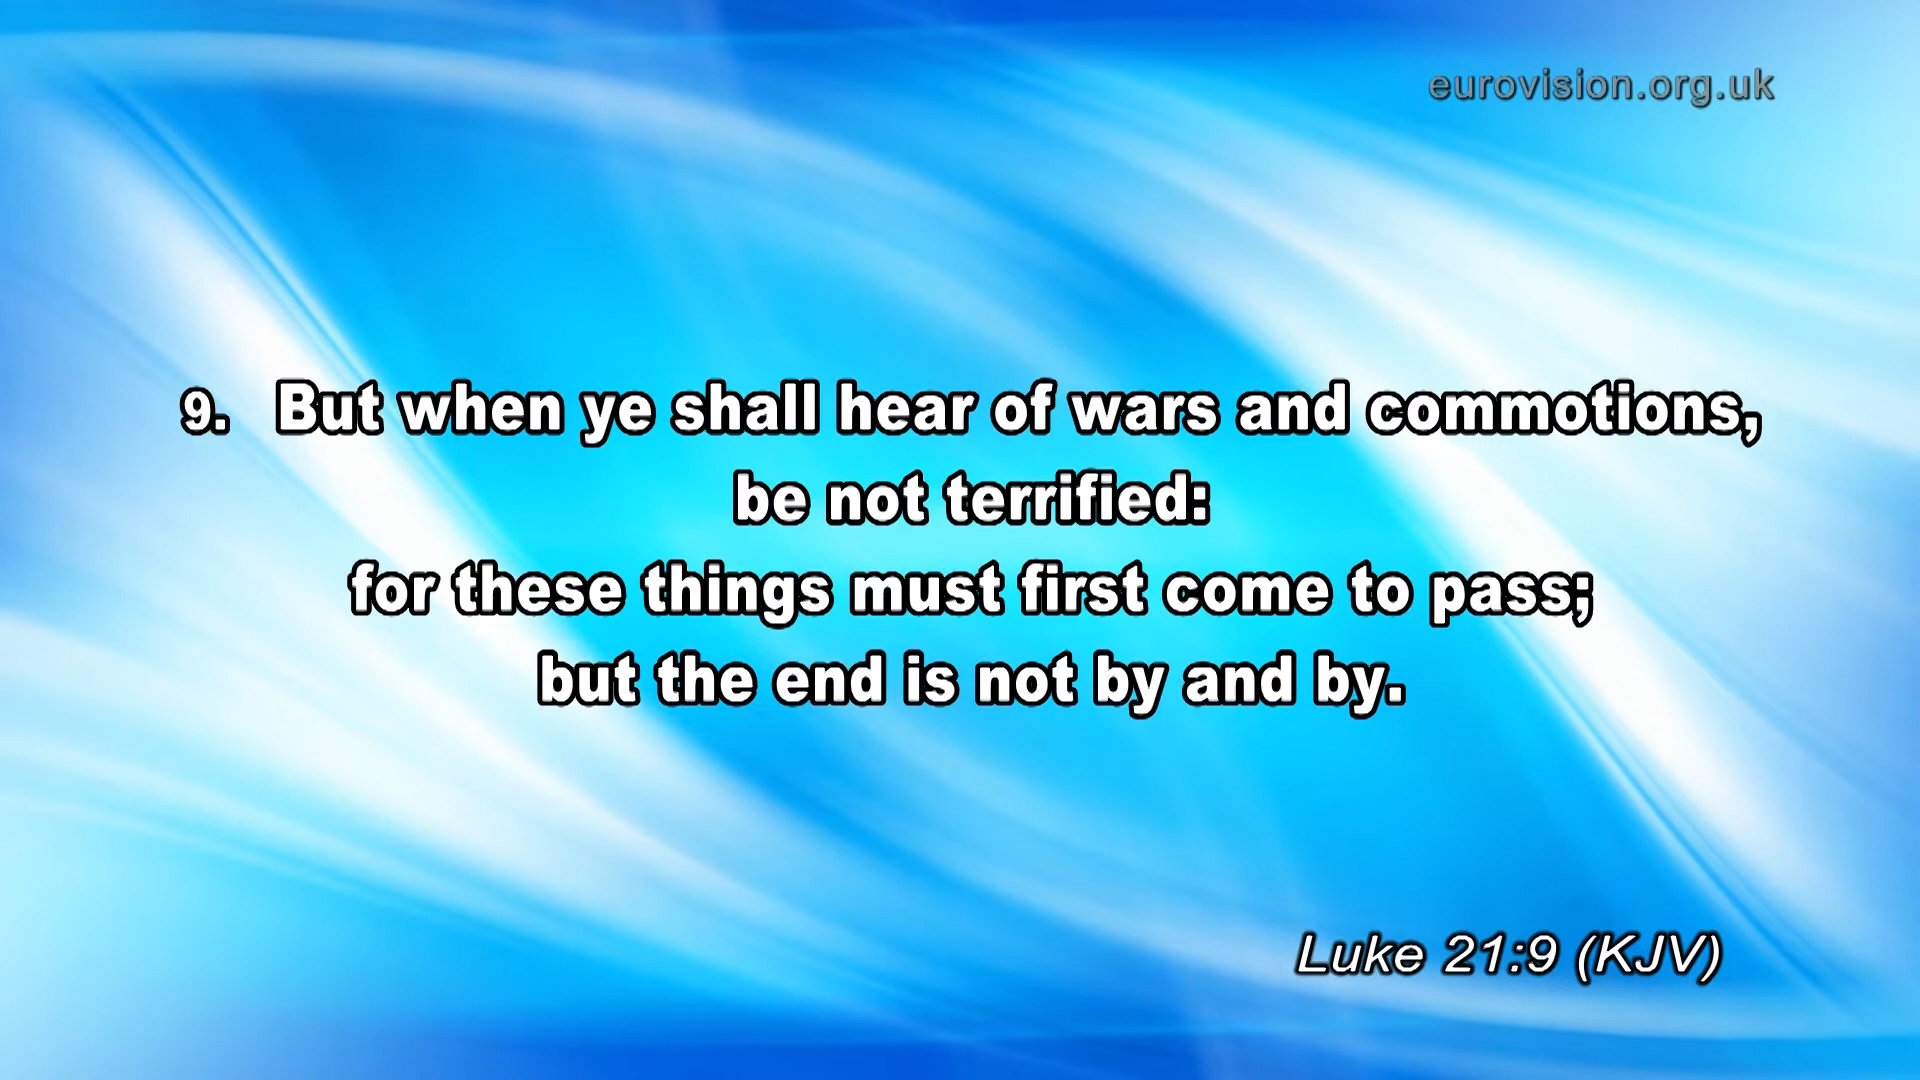 eurovision.org.uk
9. But when ye shall hear of wars and commotions,
be not terrified:
for these things must first come to pass;
but the end is not by and by.
Luke 21:9 (KJV)